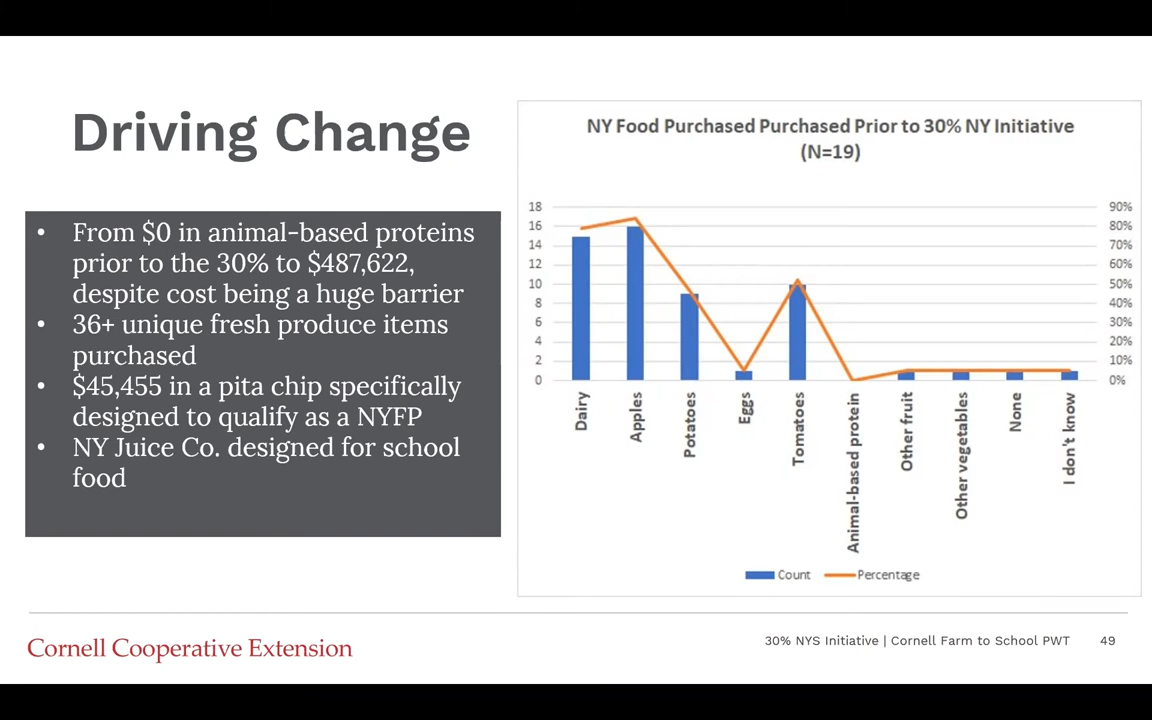 Driving Change
• From $0 in animal-based proteins
prior to the 30% to $487,622,
despite cost being a huge barrier
• 36+ unique fresh produce items
purchased
• $45,455 in a pita chip specifically
designed to qualify as a NYFP
• NY Juice Co. designed for school
food
NY Food Purchased Purchased Prior to 30% NY Initiative
(N=19)
18
16
14
12
10
8
6
4
2
0
90%
80%
70%
60%
50%
40%
30%
20%
10%
0%
Dairy
Apples
Potatoes
Eggs
Tomatoes
Animal-based protein
Other fruit
Other vegetables
None
I don't know
Count Percentage
Cornell Cooperative Extension
30% NYS Initiative | Cornell Farm to School PWT 49